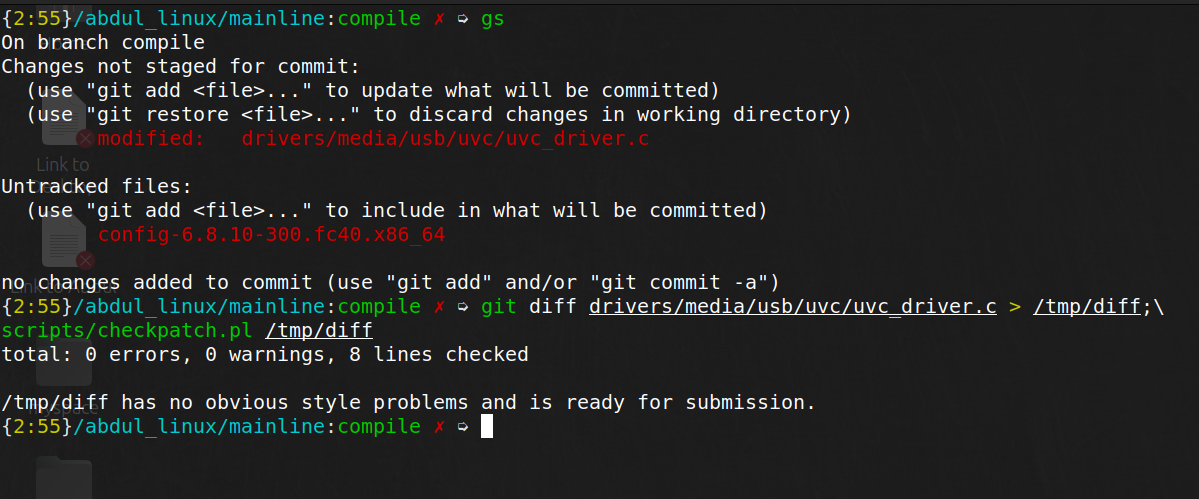 {2:55}/abdul_linux/mainline:compile ✗ ➭ gs
On branch compile
Changes not staged for commit:
  (use "git add <file>..." to update what will be committed)
  (use "git restore <file>..." to discard changes in working directory)
        modified:   drivers/media/usb/uvc/uvc_driver.c
Link to
Untracked files:
  (use "git add <file>..." to include in what will be committed)
        config-6.8.10-300.fc40.x86_64
no changes added to commit (use "git add" and/or "git commit -a")
{2:55}/abdul_linux/mainline:compile ✗ ➭ git diff drivers/media/usb/uvc/uvc_driver.c > /tmp/diff;\
scripts/checkpatch.pl /tmp/diff
total: 0 errors, 0 warnings, 8 lines checked
/tmp/diff has no obvious style problems and is ready for submission.
myspace
{2:55}/abdul_linux/mainline:compile ✗ ➭